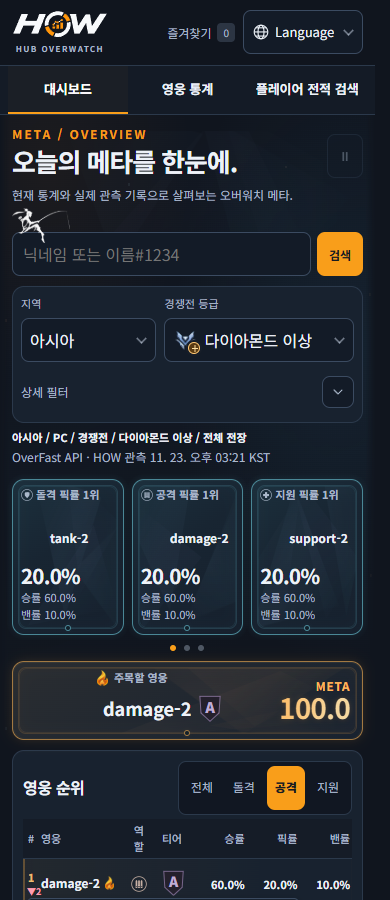 HOW
HUB OVERWATCH
즐겨찾기 0
Language
대시보드 영웅 통계 플레이어 전적 검색
META / OVERVIEW
오늘의 메타를 한눈에.
현재 통계와 실제 관측 기록으로 살펴보는 오버워치 메타.
닉네임 또는 이름#1234 검색
지역 경쟁전 등급
아시아 다이아몬드 이상
상세 필터
아시아 / PC / 경쟁전 / 다이아몬드 이상 / 전체 전장
OverFast API · HOW 관측 11. 23. 오후 03:21 KST
돌격 픽률 1위 공격 픽률 1위 지원 픽률 1위
tank-2 damage-2 support-2
20.0% 20.0% 20.0%
승률 60.0% 승률 60.0% 승률 60.0%
밴률 10.0% 밴률 10.0% 밴률 10.0%
주목할 영웅
META
damage-2 A 100.0
영웅 순위 전체 돌격 공격 지원
# 영웅 역할 티어 승률 픽률 밴률
1 ▼2 damage-2 A 60.0% 20.0% 10.0%